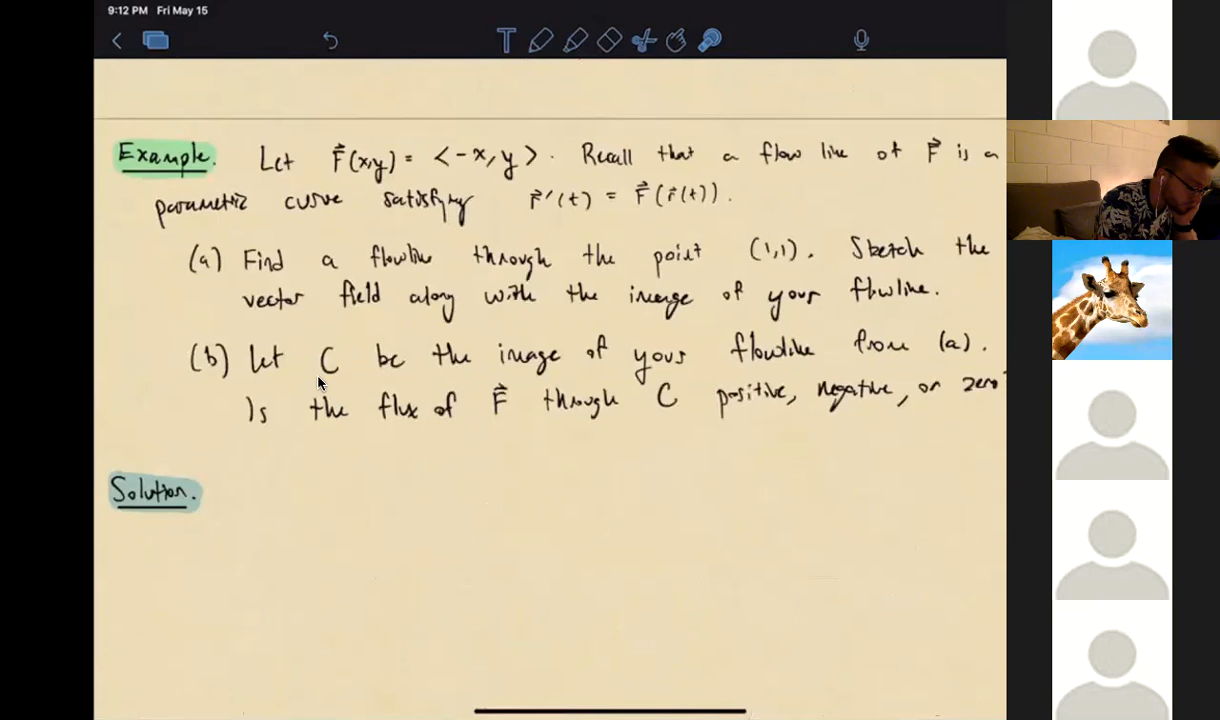 9:12 PM Fri May 15
Example. Let F⃗(x,y) = <-x, y>. Recall that a flow line of F⃗ is a
parametric curve satisfying r⃗'(t) = F⃗(r⃗(t)).
(a) Find a flowline through the point (1,1). Sketch the
vector field along with the image of your flowline.
(b) Let C be the image of your flowline from (a).
Is the flux of F⃗ through C positive, negative, or zero
Solution.